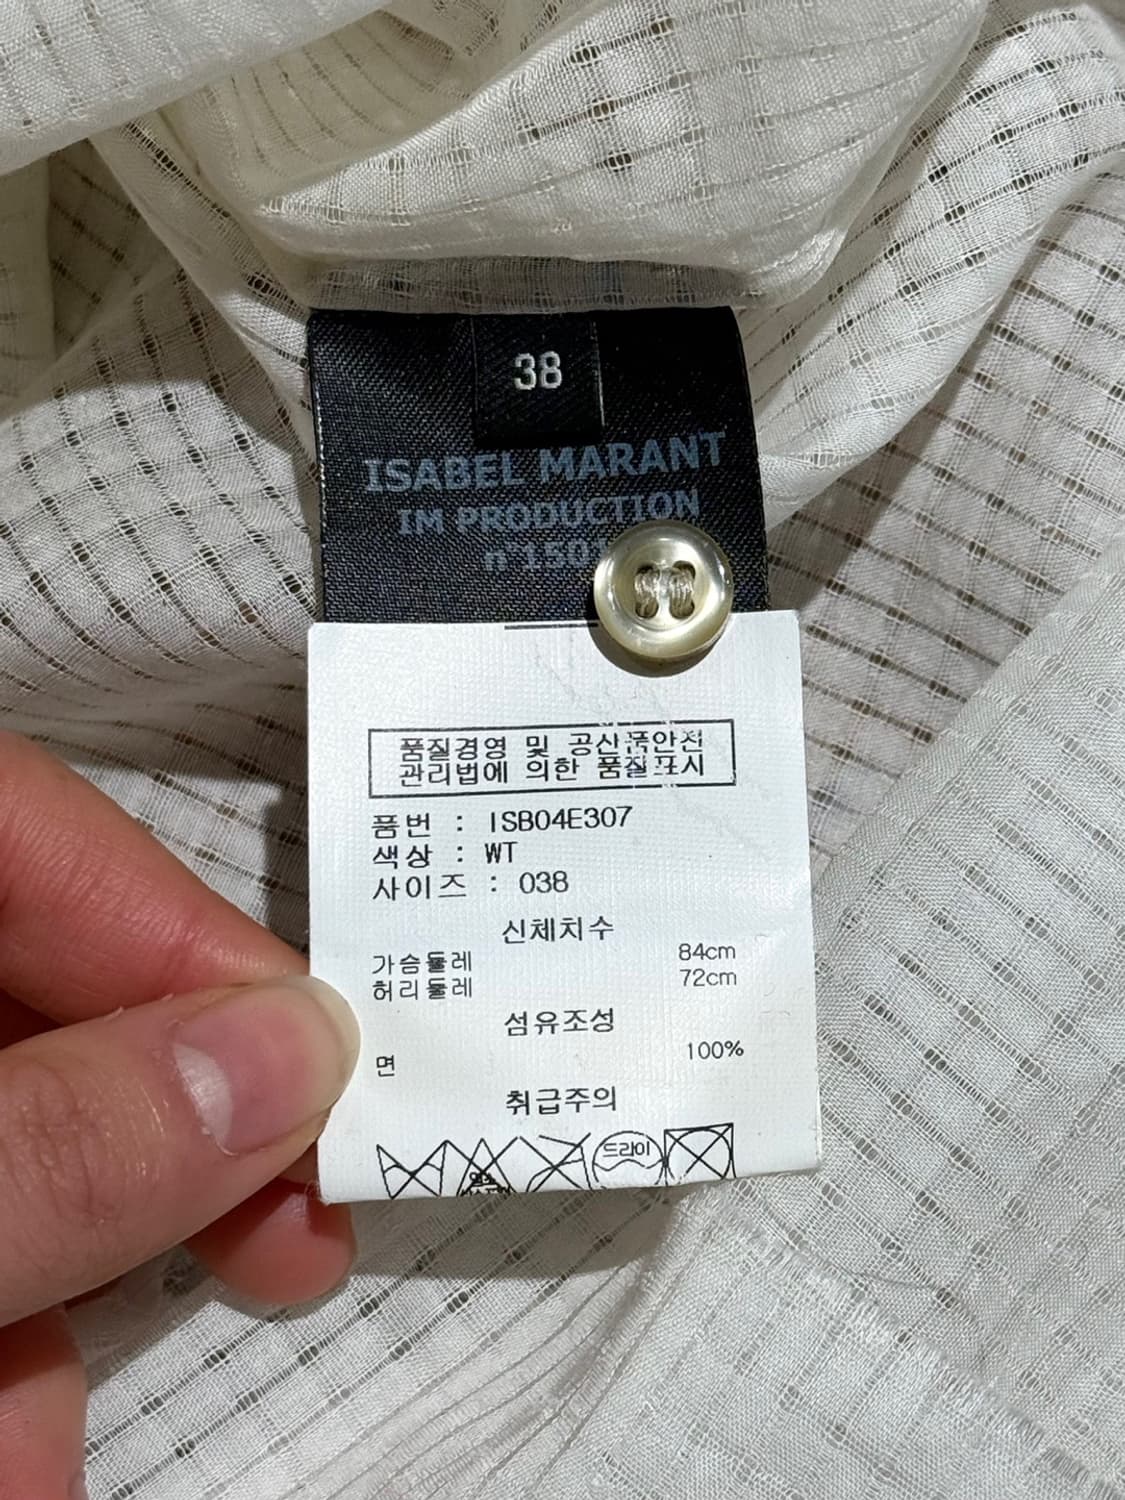 38
ISABEL MARANT
IM PRODUCTION
품질경영 및 공산품안전
관리법에 의한 품질표시
품번 : ISB04E307
색상 : WT
사이즈 : 038
신체치수
가슴둘레 84cm
허리둘레 72cm
섬유조성
면 100%
취급주의
드라이